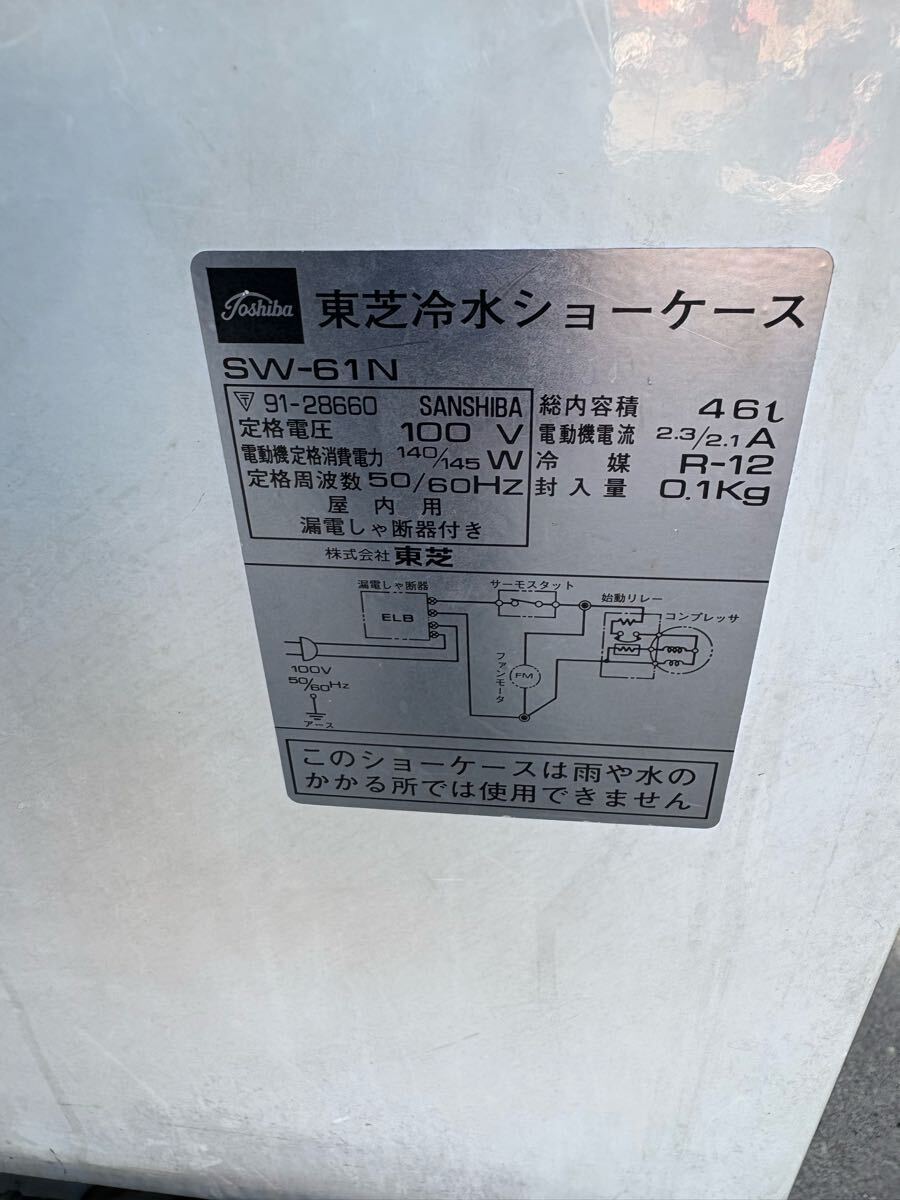 Toshiba 東芝冷水ショーケース
SW-61N
〒 91-28660 SANSHIBA
定格電圧 100 V
電動機定格消費電力 140/145 W
定格周波数 50/60Hz
屋内用
漏電しゃ断器付き
総内容積 46ℓ
電動機電流 2.3/2.1 A
冷媒 R-12
封入量 0.1Kg
株式会社 東芝
漏電しゃ断器
サーモスタット
始動リレー
コンプレッサ
ELB
ファンモータ
FM
100V
50/60Hz
アース
このショーケースは雨や水の
かかる所では使用できません